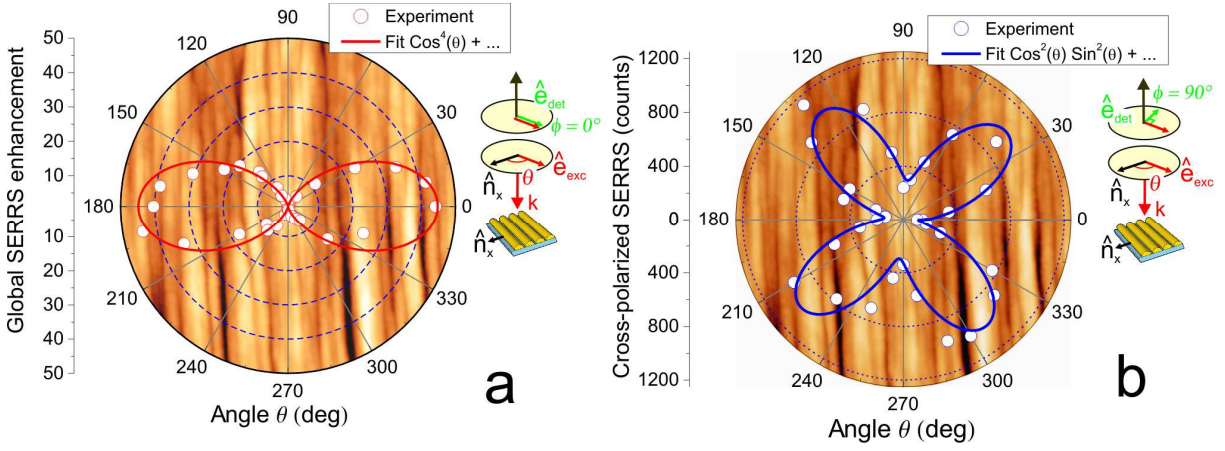 Experiment
Fit Cos⁴(θ) + ...
Global SERRS enhancement
50
40
30
20
10
0
10
20
30
40
50
90
120
150
180
210
240
270
300
330
0
30
Angle θ (deg)
ê_det
ϕ = 0°
n̂_x
θ
ê_exc
k
n̂_x
a
Experiment
Fit Cos²(θ) Sin²(θ) + ...
Cross-polarized SERRS (counts)
1200
800
400
0
400
800
1200
90
120
150
180
210
240
270
300
330
0
30
Angle θ (deg)
ϕ = 90°
ê_det
n̂_x
θ
ê_exc
k
n̂_x
b